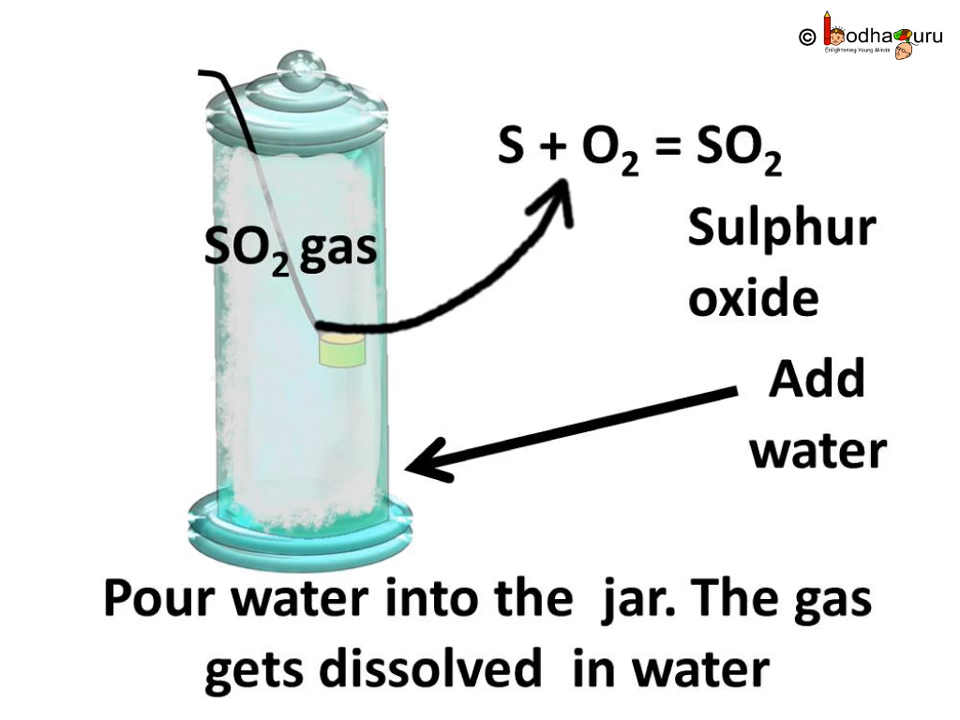 © BodhaGuru
Enlightening Young Minds
S + O₂ = SO₂
Sulphur
oxide
SO₂ gas
Add
water
Pour water into the  jar. The gas
gets dissolved  in water